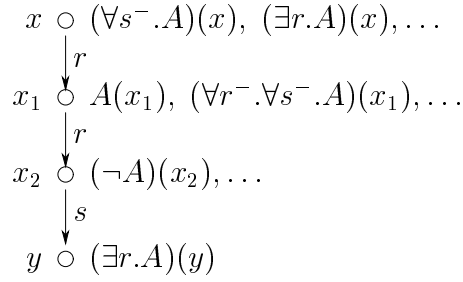 x (∀s⁻.A)(x), (∃r.A)(x), …
r
x₁ A(x₁), (∀r⁻.∀s⁻.A)(x₁), …
r
x₂ (¬A)(x₂), …
s
y (∃r.A)(y)